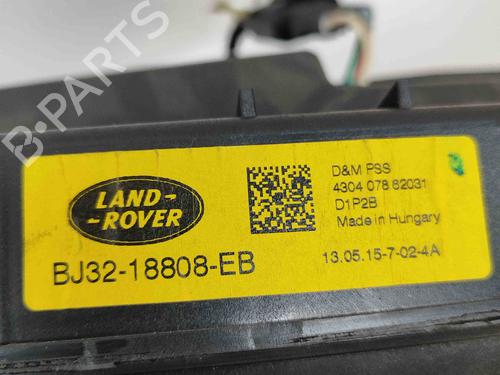 B-Parts
LAND-
-ROVER
BJ32-18808-EB
D&M PSS
4304 078 62031
D1P2B
Made in Hungary
13.05.15-7-02-4A